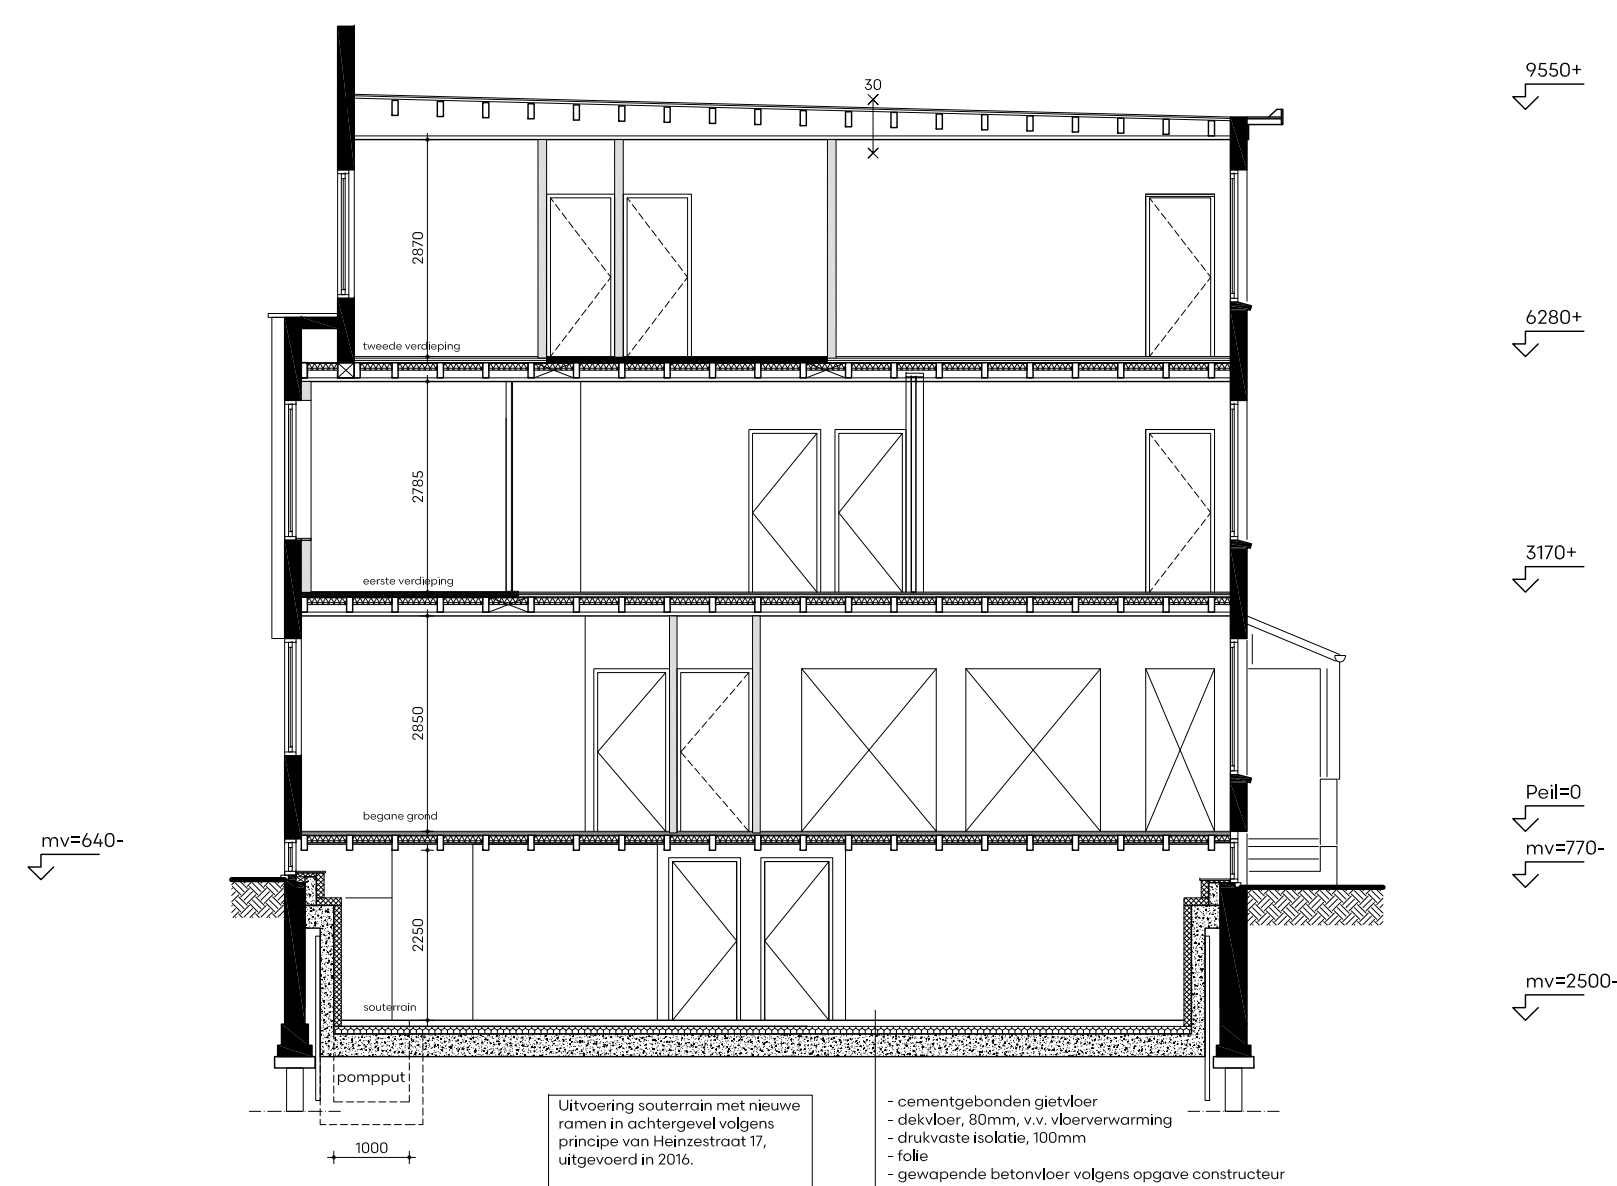 9550+
30
2870
6280+
tweede verdieping
2785
3170+
eerste verdieping
2850
Peil=0
begane grond
mv=640-
mv=770-
2250
mv=2500-
souterrain
pompput
1000
Uitvoering souterrain met nieuwe
ramen in achtergevel volgens
principe van Heinzestraat 17,
uitgevoerd in 2016.
- cementgebonden gietvloer
- dekvloer, 80mm, v.v. vloerverwarming
- drukvaste isolatie, 100mm
- folie
- gewapende betonvloer volgens opgave constructeur